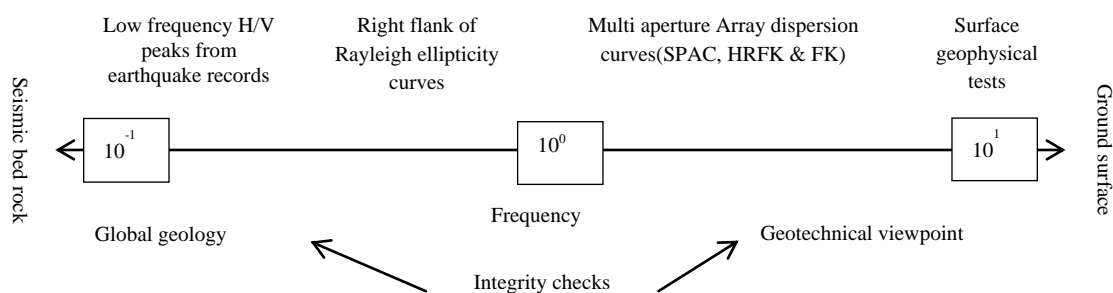 Low frequency H/V
peaks from
earthquake records
Right flank of
Rayleigh ellipticity
curves
Multi aperture Array dispersion
curves(SPAC, HRFK & FK)
Surface
geophysical
tests
Seismic bed rock
10⁻¹
10⁰
10¹
Ground surface
Frequency
Global geology
Geotechnical viewpoint
Integrity checks